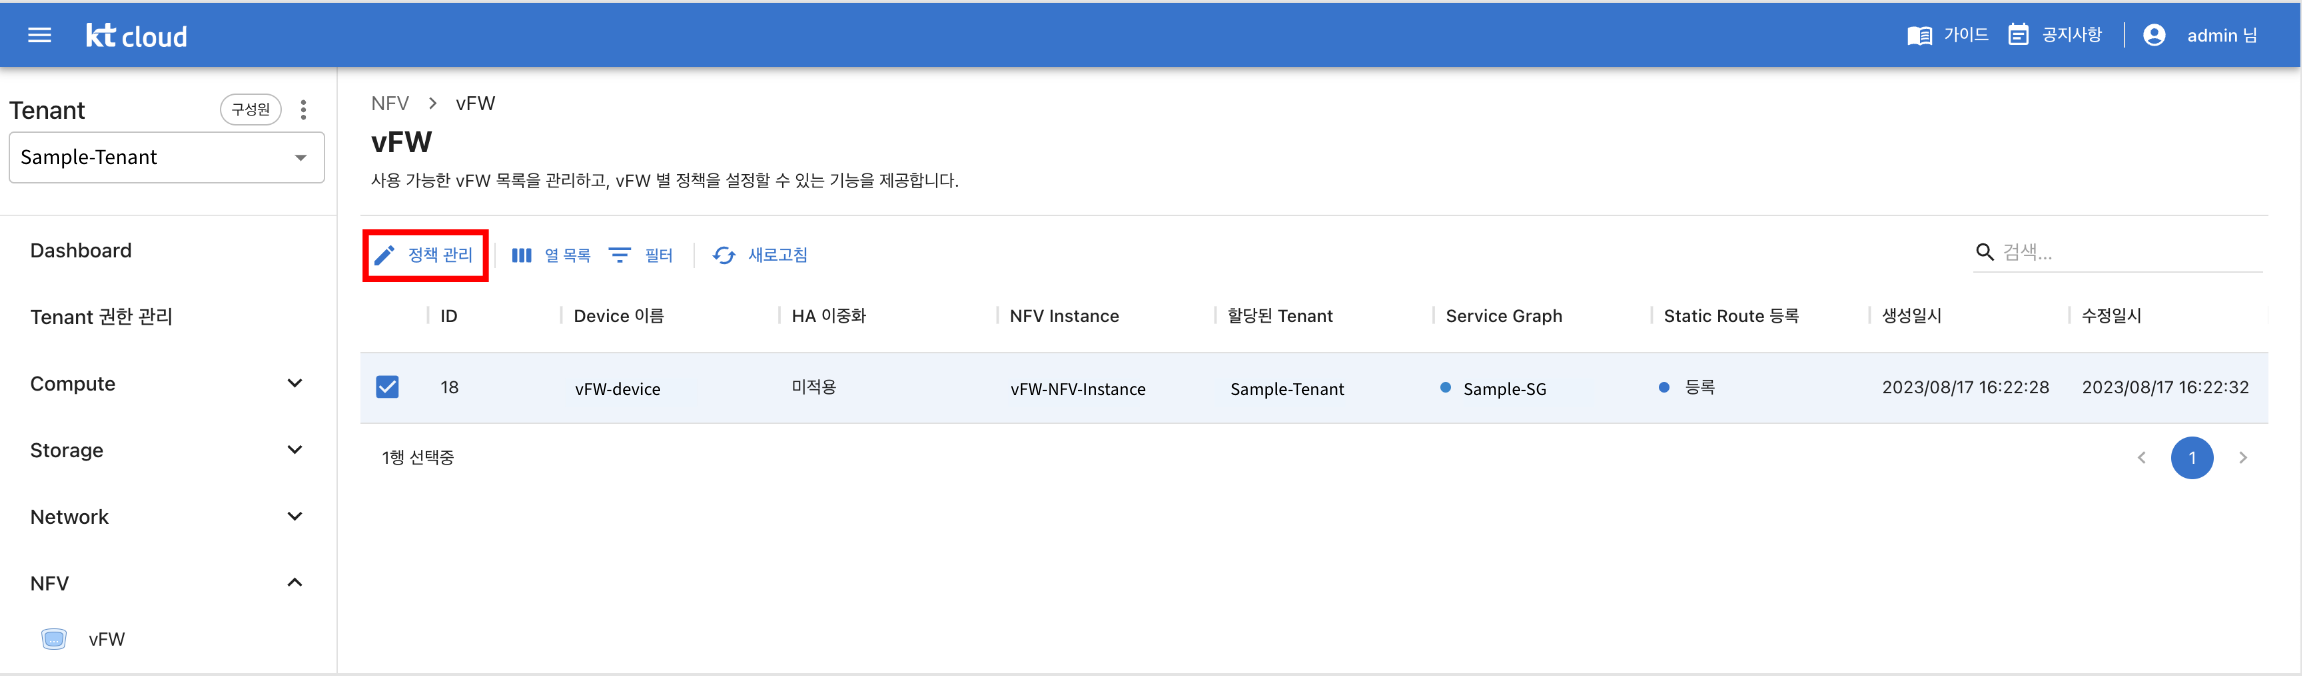 kt cloud
가이드
공지사항
admin 님
Tenant
구성원
Sample-Tenant
Dashboard
Tenant 권한 관리
Compute
Storage
Network
NFV
vFW
NFV > vFW
vFW
사용 가능한 vFW 목록을 관리하고, vFW 별 정책을 설정할 수 있는 기능을 제공합니다.
정책 관리 열 목록 필터 새로고침
검색...
ID Device 이름 HA 이중화 NFV Instance 할당된 Tenant Service Graph Static Route 등록 생성일시 수정일시
18 vFW-device 미적용 vFW-NFV-Instance Sample-Tenant Sample-SG 등록 2023/08/17 16:22:28 2023/08/17 16:22:32
1행 선택중
1